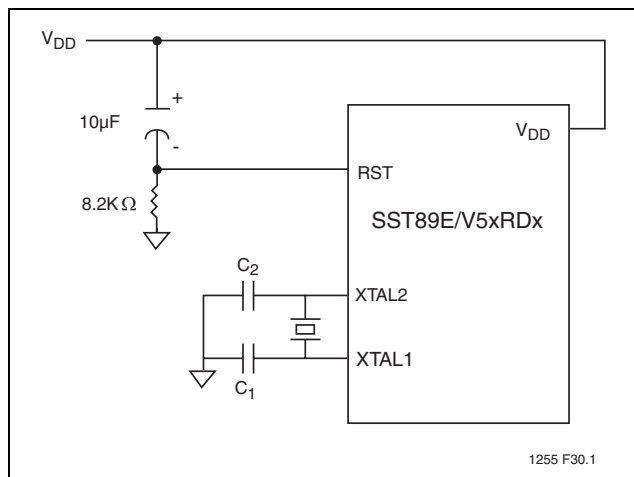 VDD
+
10µF
-
VDD
RST
8.2KΩ
SST89E/V5xRDx
C2
XTAL2
XTAL1
C1
1255 F30.1